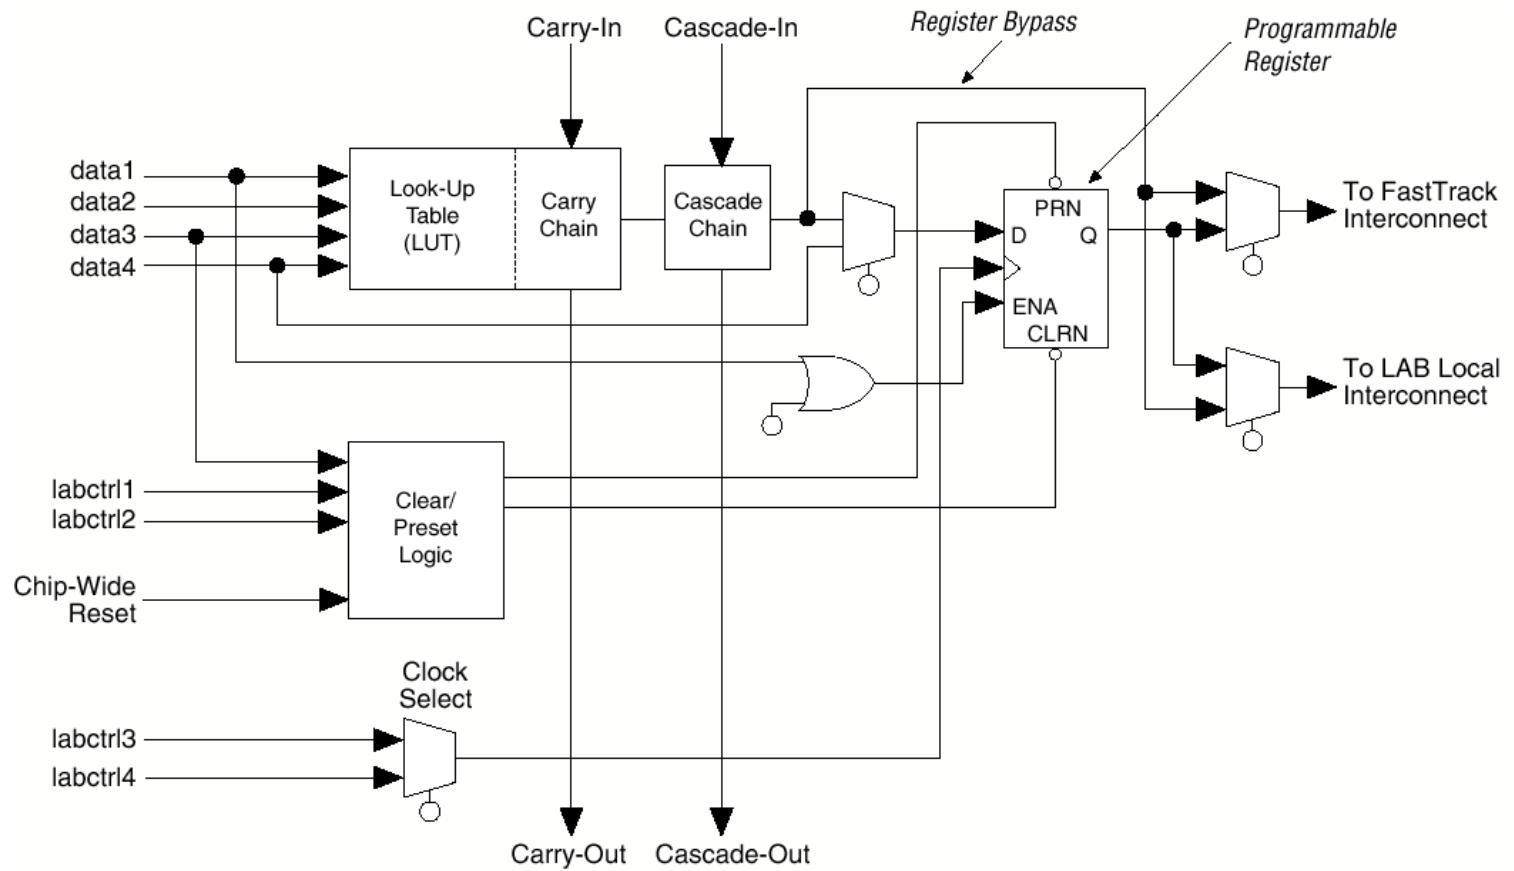 Carry-In
Cascade-In
Register Bypass
Programmable
Register
data1
data2
data3
data4
Look-Up
Table
(LUT)
Carry
Chain
Cascade
Chain
PRN
D
Q
ENA
CLRN
To FastTrack
Interconnect
To LAB Local
Interconnect
labctrl1
labctrl2
Clear/
Preset
Logic
Chip-Wide
Reset
Clock
Select
labctrl3
labctrl4
Carry-Out
Cascade-Out